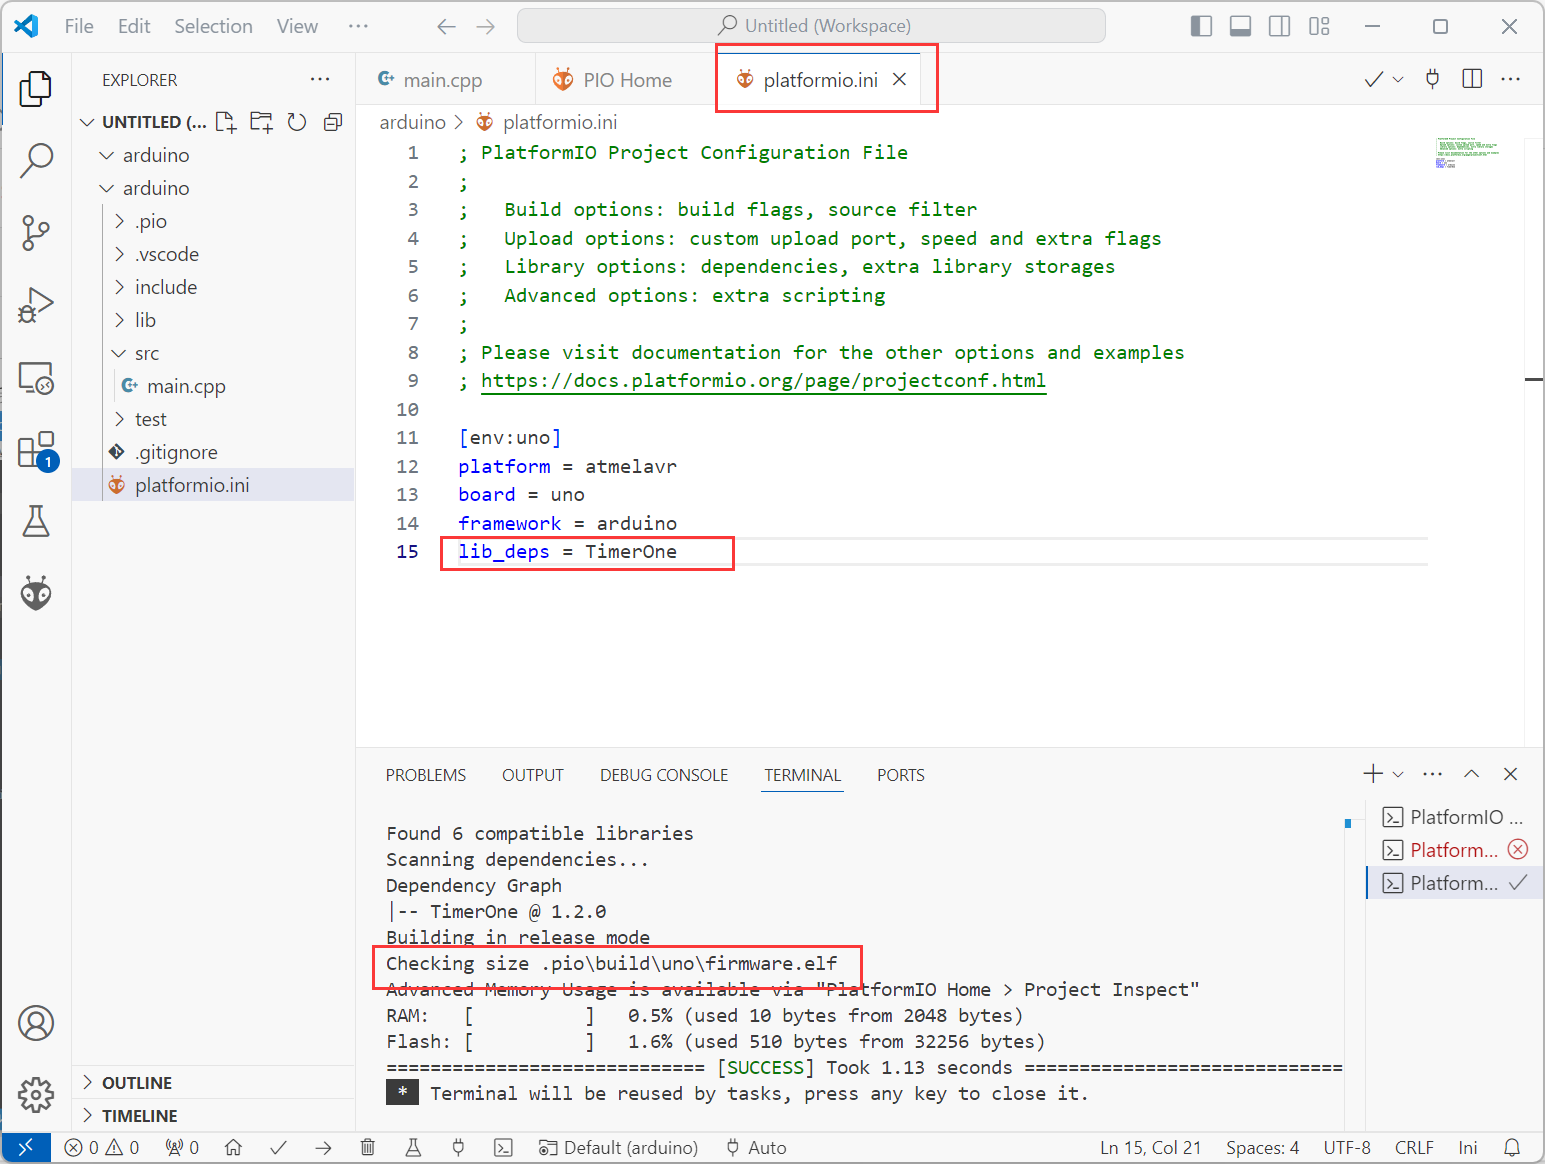 File Edit Selection View ··· Untitled (Workspace)
EXPLORER ···
UNTITLED (...
arduino
arduino
.pio
.vscode
include
lib
src
main.cpp
test
.gitignore
platformio.ini
1
OUTLINE
TIMELINE
main.cpp PIO Home platformio.ini
arduino > platformio.ini
1 ; PlatformIO Project Configuration File
2 ;
3 ;   Build options: build flags, source filter
4 ;   Upload options: custom upload port, speed and extra flags
5 ;   Library options: dependencies, extra library storages
6 ;   Advanced options: extra scripting
7 ;
8 ; Please visit documentation for the other options and examples
9 ; https://docs.platformio.org/page/projectconf.html
10
11 [env:uno]
12 platform = atmelavr
13 board = uno
14 framework = arduino
15 lib_deps = TimerOne
PROBLEMS OUTPUT DEBUG CONSOLE TERMINAL PORTS
Found 6 compatible libraries
Scanning dependencies...
Dependency Graph
|-- TimerOne @ 1.2.0
Building in release mode
Checking size .pio\build\uno\firmware.elf
Advanced Memory Usage is available via "PlatformIO Home > Project Inspect"
RAM:   [          ]   0.5% (used 10 bytes from 2048 bytes)
Flash: [          ]   1.6% (used 510 bytes from 32256 bytes)
============================= [SUCCESS] Took 1.13 seconds =============================
* Terminal will be reused by tasks, press any key to close it.
PlatformIO ...
Platform...
Platform...
0 0 0 Default (arduino) Auto Ln 15, Col 21 Spaces: 4 UTF-8 CRLF Ini